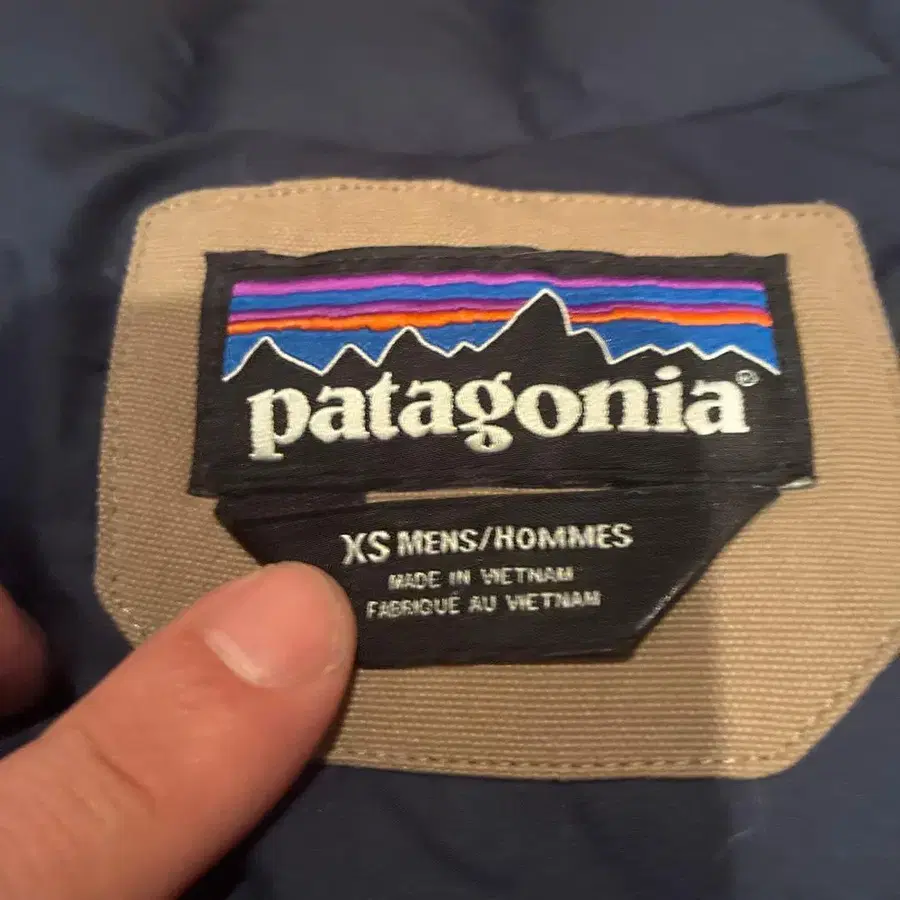 patagonia®
XS MENS/HOMMES
MADE IN VIETNAM
FABRIQUÉ AU VIETNAM